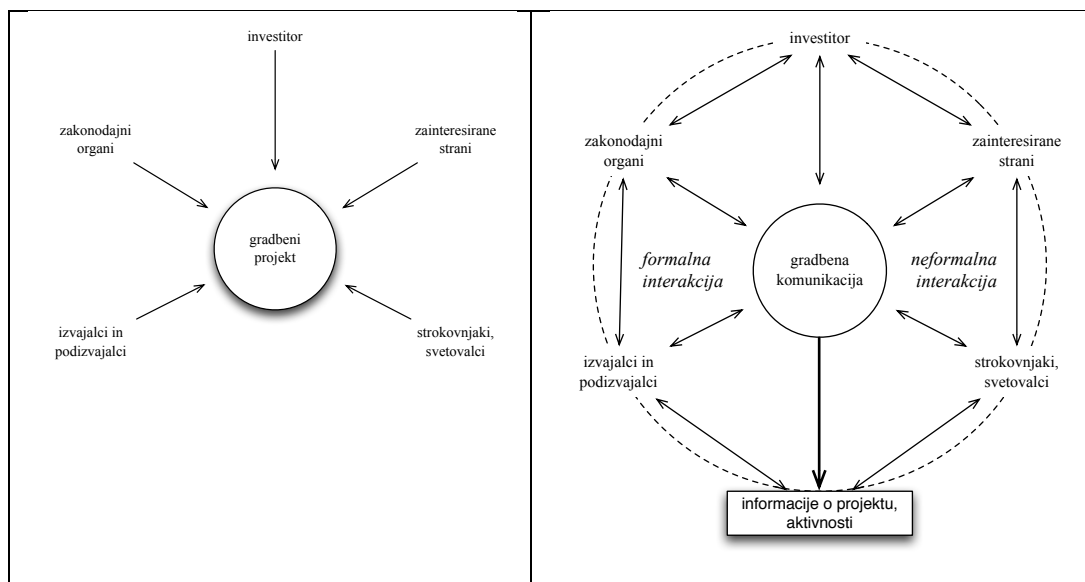 investitor
zakonodajni
organi
zainteresirane
strani
gradbeni
projekt
izvajalci in
podizvajalci
strokovnjaki,
svetovalci
investitor
zakonodajni
organi
zainteresirane
strani
formalna
interakcija
gradbena
komunikacija
neformalna
interakcija
izvajalci in
podizvajalci
strokovnjaki,
svetovalci
informacije o projektu,
aktivnosti